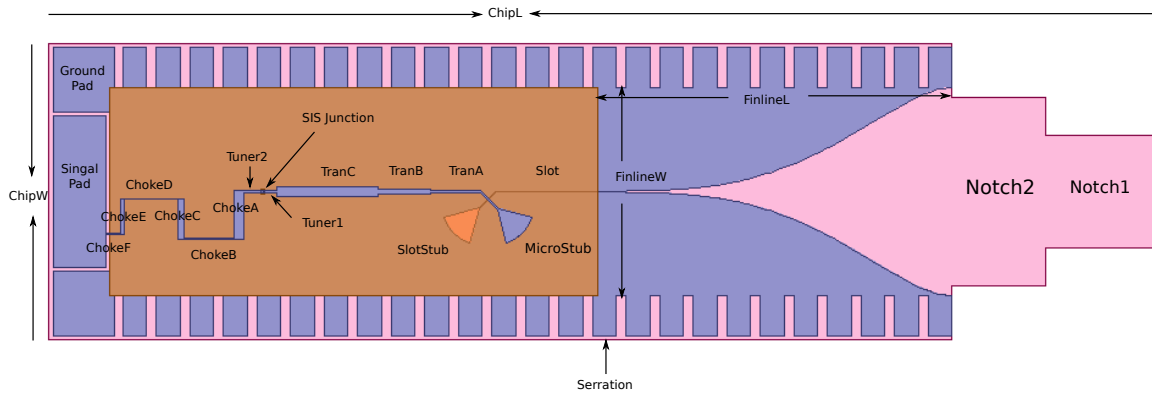 ChipL
Ground
Pad
FinlineL
SIS Junction
Tuner2
TranC
TranB
TranA
Slot
FinlineW
Singal
Pad
ChokeD
Notch2
Notch1
ChipW
ChokeE
ChokeC
ChokeA
Tuner1
ChokeF
ChokeB
SlotStub
MicroStub
Serration